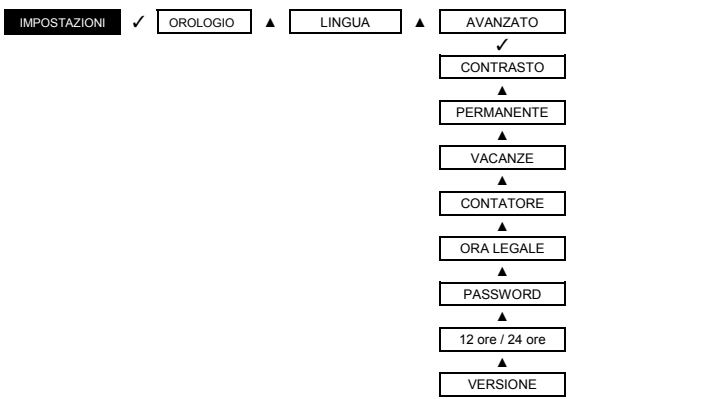 IMPOSTAZIONI ✓ OROLOGIO ▲ LINGUA ▲ AVANZATO
✓
CONTRASTO
▲
PERMANENTE
▲
VACANZE
▲
CONTATORE
▲
ORA LEGALE
▲
PASSWORD
▲
12 ore / 24 ore
▲
VERSIONE